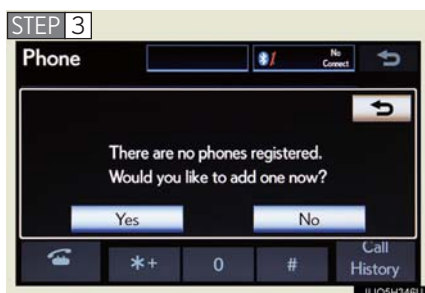 STEP 3
Phone
No
Connect
There are no phones registered.
Would you like to add one now?
Yes
No
*+
0
#
Call
History